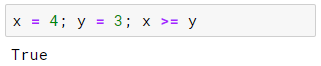 x = 4; y = 3; x >= y
True